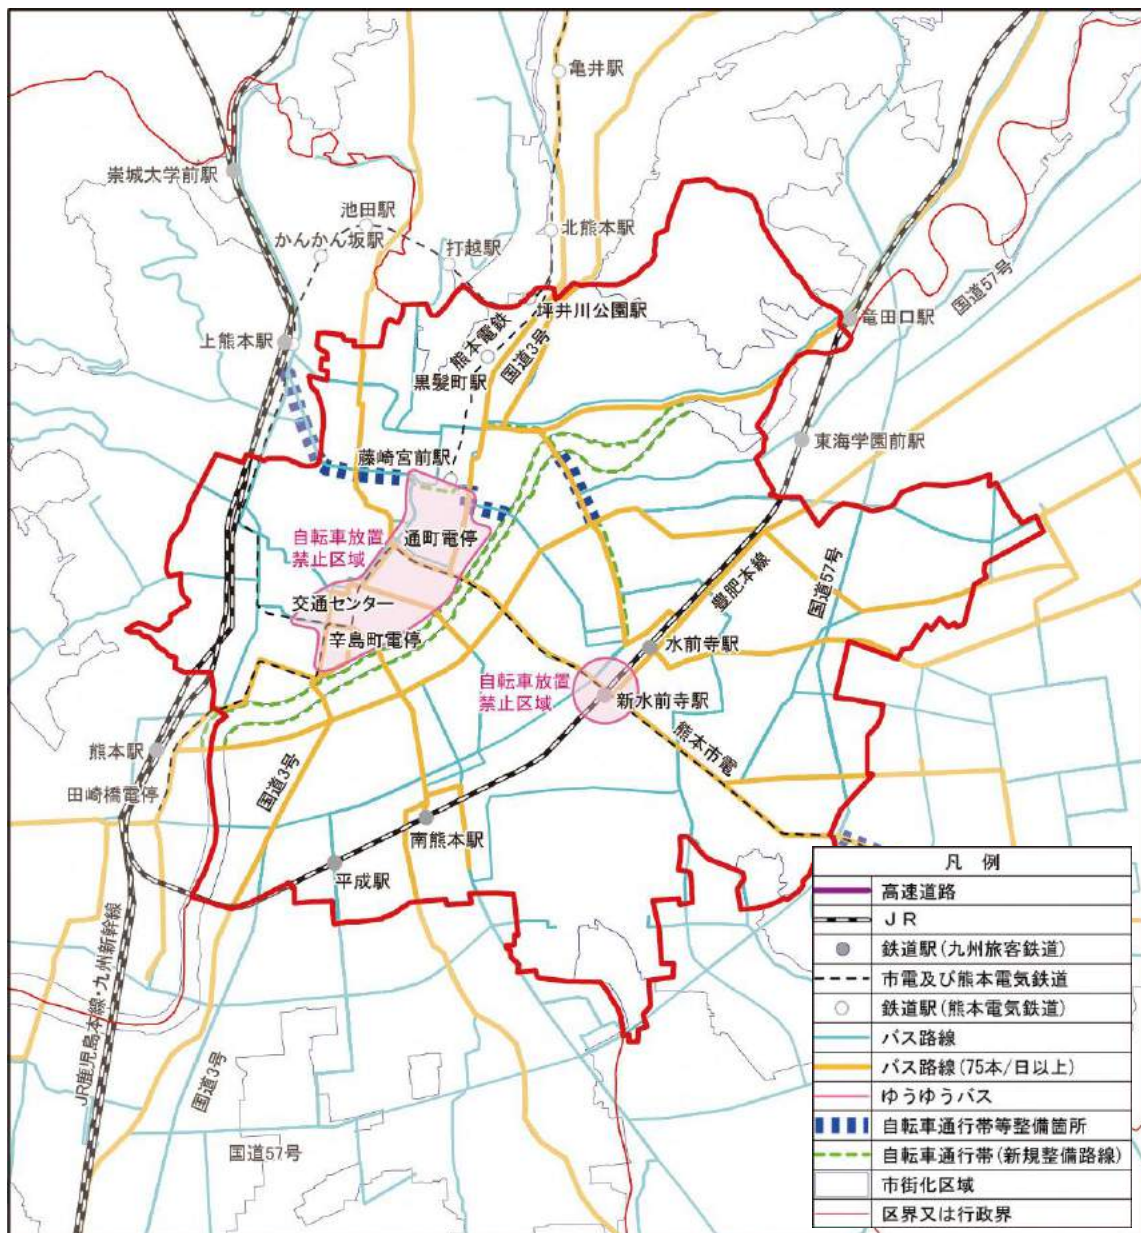 亀井駅
崇城大学前駅
池田駅
かんかん坂駅
打越駅
北熊本駅
国道57号
坪井川公園駅
竜田口駅
上熊本駅
熊本電鉄
国道3号
黒髪町駅
東海学園前駅
藤崎宮前駅
自転車放置
禁止区域
通町電停
豊肥本線
国道57号
交通センター
辛島町電停
水前寺駅
自転車放置
禁止区域
新水前寺駅
熊本駅
熊本市電
田崎橋電停
国道3号
南熊本駅
平成駅
JR鹿児島本線・九州新幹線
国道3号
国道57号
凡 例
高速道路
JR
鉄道駅(九州旅客鉄道)
市電及び熊本電気鉄道
鉄道駅(熊本電気鉄道)
バス路線
バス路線(75本/日以上)
ゆうゆうバス
自転車通行帯等整備箇所
自転車通行帯(新規整備路線)
市街化区域
区界又は行政界